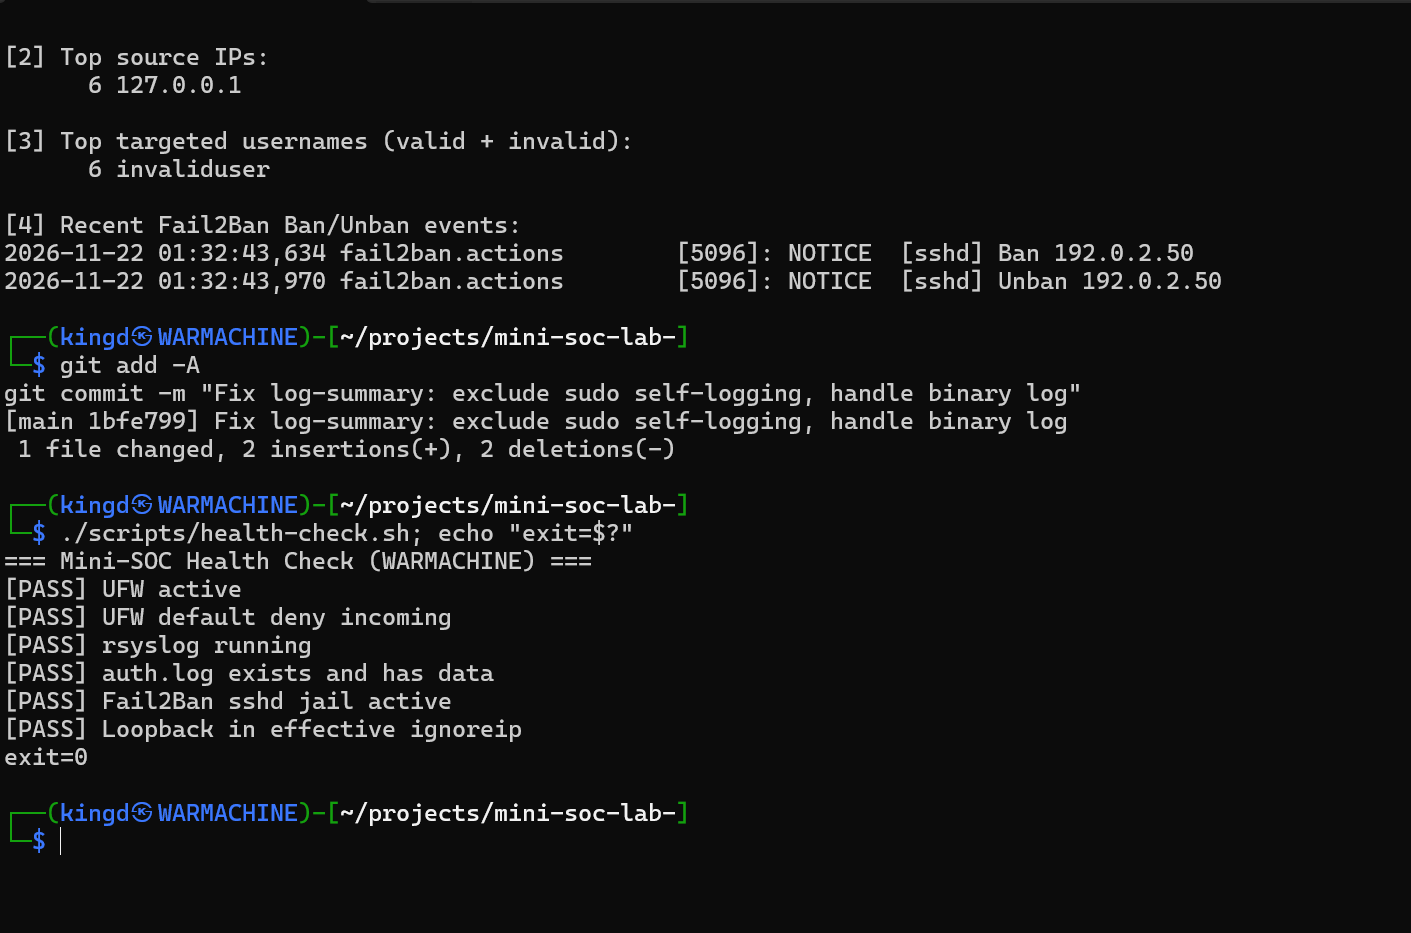 [2] Top source IPs:
      6 127.0.0.1
[3] Top targeted usernames (valid + invalid):
      6 invaliduser
[4] Recent Fail2Ban Ban/Unban events:
2026-11-22 01:32:43,634 fail2ban.actions        [5096]: NOTICE  [sshd] Ban 192.0.2.50
2026-11-22 01:32:43,970 fail2ban.actions        [5096]: NOTICE  [sshd] Unban 192.0.2.50
┌──(kingd㉿WARMACHINE)-[~/projects/mini-soc-lab-]
└─$ git add -A
git commit -m "Fix log-summary: exclude sudo self-logging, handle binary log"
[main 1bfe799] Fix log-summary: exclude sudo self-logging, handle binary log
 1 file changed, 2 insertions(+), 2 deletions(-)
┌──(kingd㉿WARMACHINE)-[~/projects/mini-soc-lab-]
└─$ ./scripts/health-check.sh; echo "exit=$?"
=== Mini-SOC Health Check (WARMACHINE) ===
[PASS] UFW active
[PASS] UFW default deny incoming
[PASS] rsyslog running
[PASS] auth.log exists and has data
[PASS] Fail2Ban sshd jail active
[PASS] Loopback in effective ignoreip
exit=0
┌──(kingd㉿WARMACHINE)-[~/projects/mini-soc-lab-]
└─$